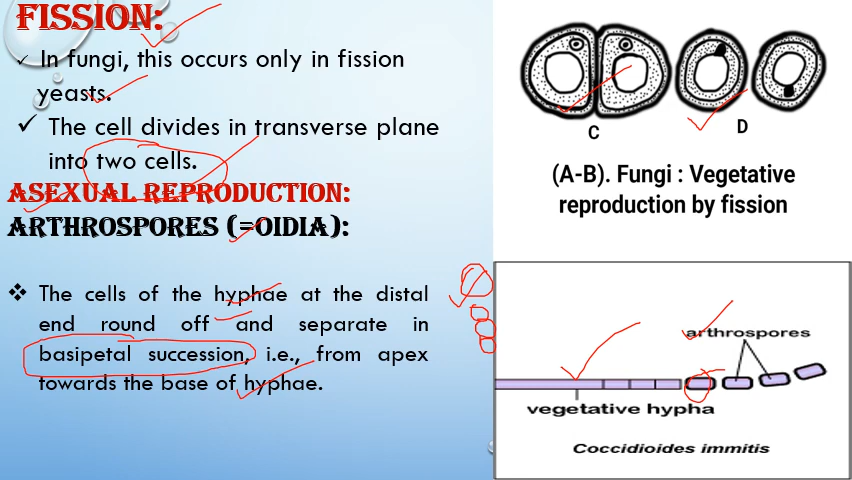 FISSION:
✓ In fungi, this occurs only in fission
yeasts.
✓ The cell divides in transverse plane
into two cells.
ASEXUAL REPRODUCTION:
ARTHROSPORES (=OIDIA):
❖ The cells of the hyphae at the distal
end round off and separate in
basipetal succession, i.e., from apex
towards the base of hyphae.
C D
(A-B). Fungi : Vegetative
reproduction by fission
arthrospores
vegetative hypha
Coccidioides immitis